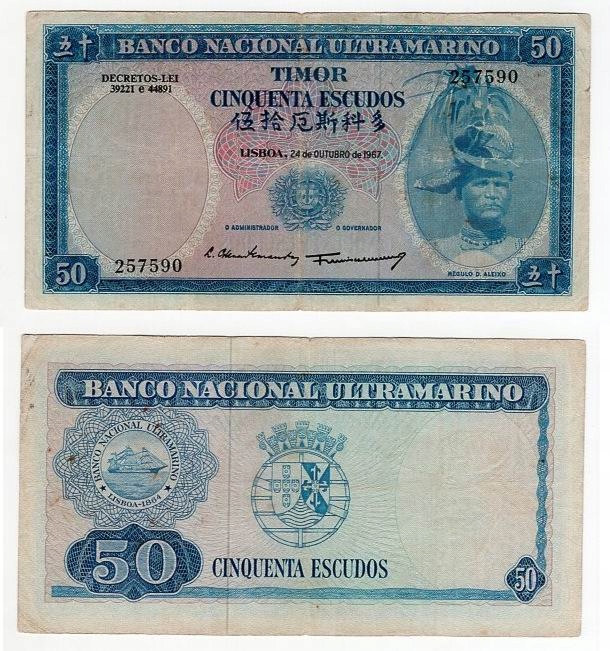 五十 BANCO NACIONAL ULTRAMARINO 50
DECRETOS-LEI
39221 e 44891
TIMOR
257590
CINQUENTA ESCUDOS
伍拾厄斯科多
LISBOA, 24 de OUTUBRO de 1967.
O ADMINISTRADOR O GOVERNADOR
50 257590
RÉGULO D. ALEIXO
五十
BANCO NACIONAL ULTRAMARINO
BANCO NACIONAL ULTRAMARINO
LISBOA-1864
50 CINQUENTA ESCUDOS 50